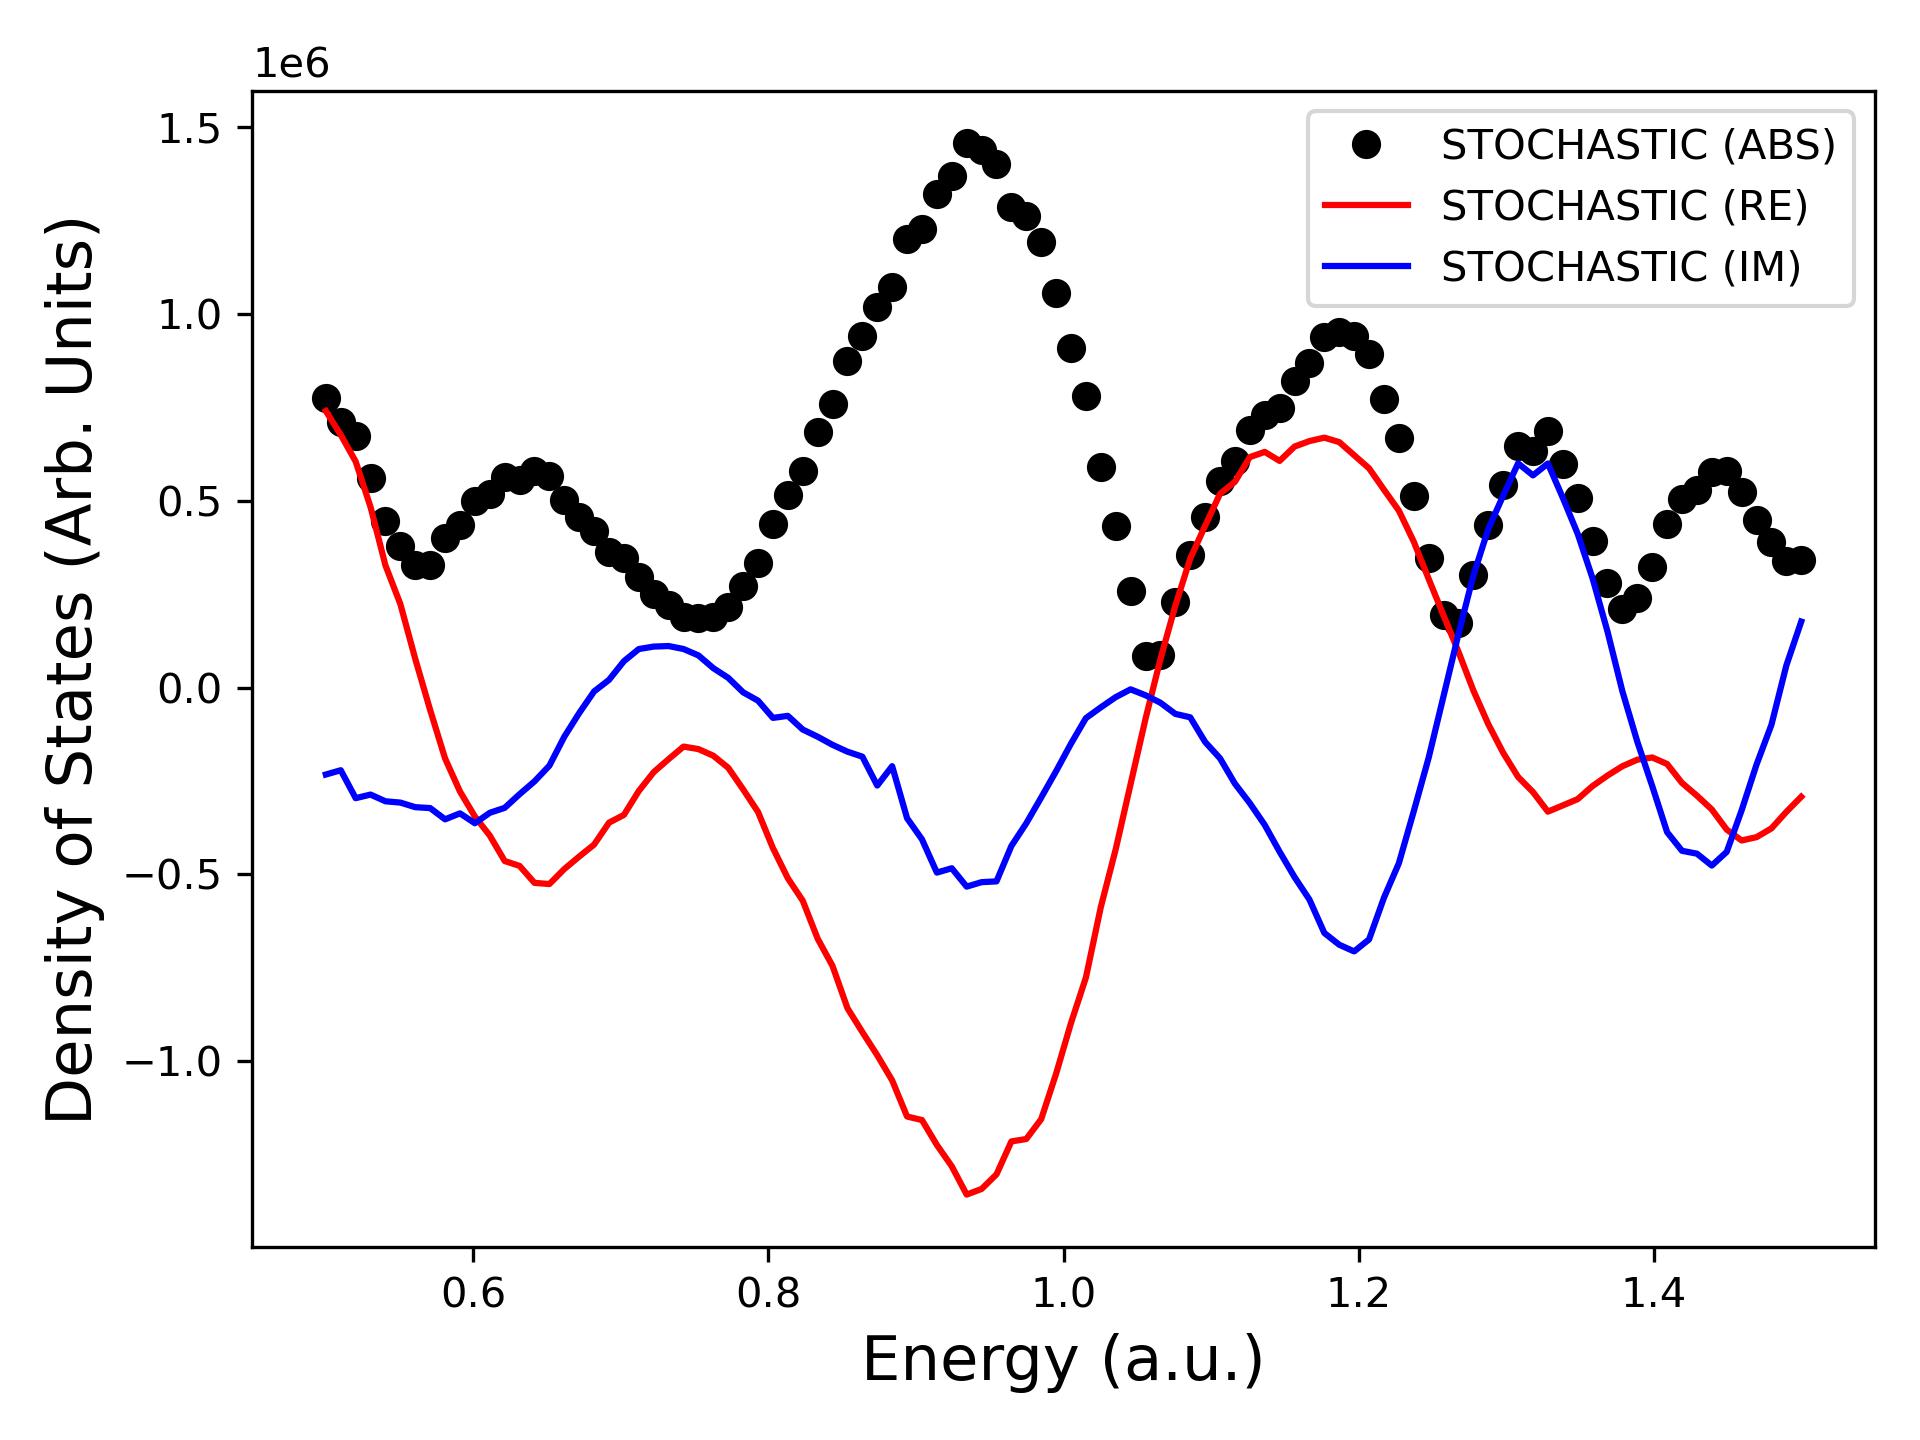 1e6
1.5
1.0
0.5
0.0
−0.5
−1.0
Density of States (Arb. Units)
STOCHASTIC (ABS)
STOCHASTIC (RE)
STOCHASTIC (IM)
0.6 0.8 1.0 1.2 1.4
Energy (a.u.)